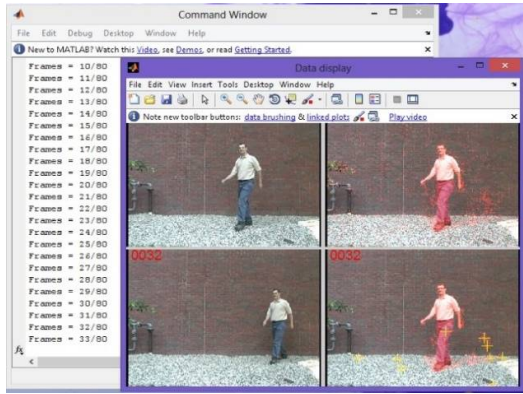 Command Window
File Edit Debug Desktop Window Help
New to MATLAB? Watch this Video, see Demos, or read Getting Started.
Frames = 10/80
Frames = 11/80
Frames = 12/80
Frames = 13/80
Frames = 14/80
Frames = 15/80
Frames = 16/80
Frames = 17/80
Frames = 18/80
Frames = 19/80
Frames = 20/80
Frames = 21/80
Frames = 22/80
Frames = 23/80
Frames = 24/80
Frames = 25/80
Frames = 26/80
Frames = 27/80
Frames = 28/80
Frames = 29/80
Frames = 30/80
Frames = 31/80
Frames = 32/80
Frames = 33/80
fx
Data display
File Edit View Insert Tools Desktop Window Help
Note new toolbar buttons: data brushing & linked plots Play video
0032 0032